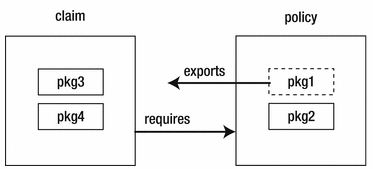 claim
policy
exports
pkg3
pkg1
pkg4
requires
pkg2